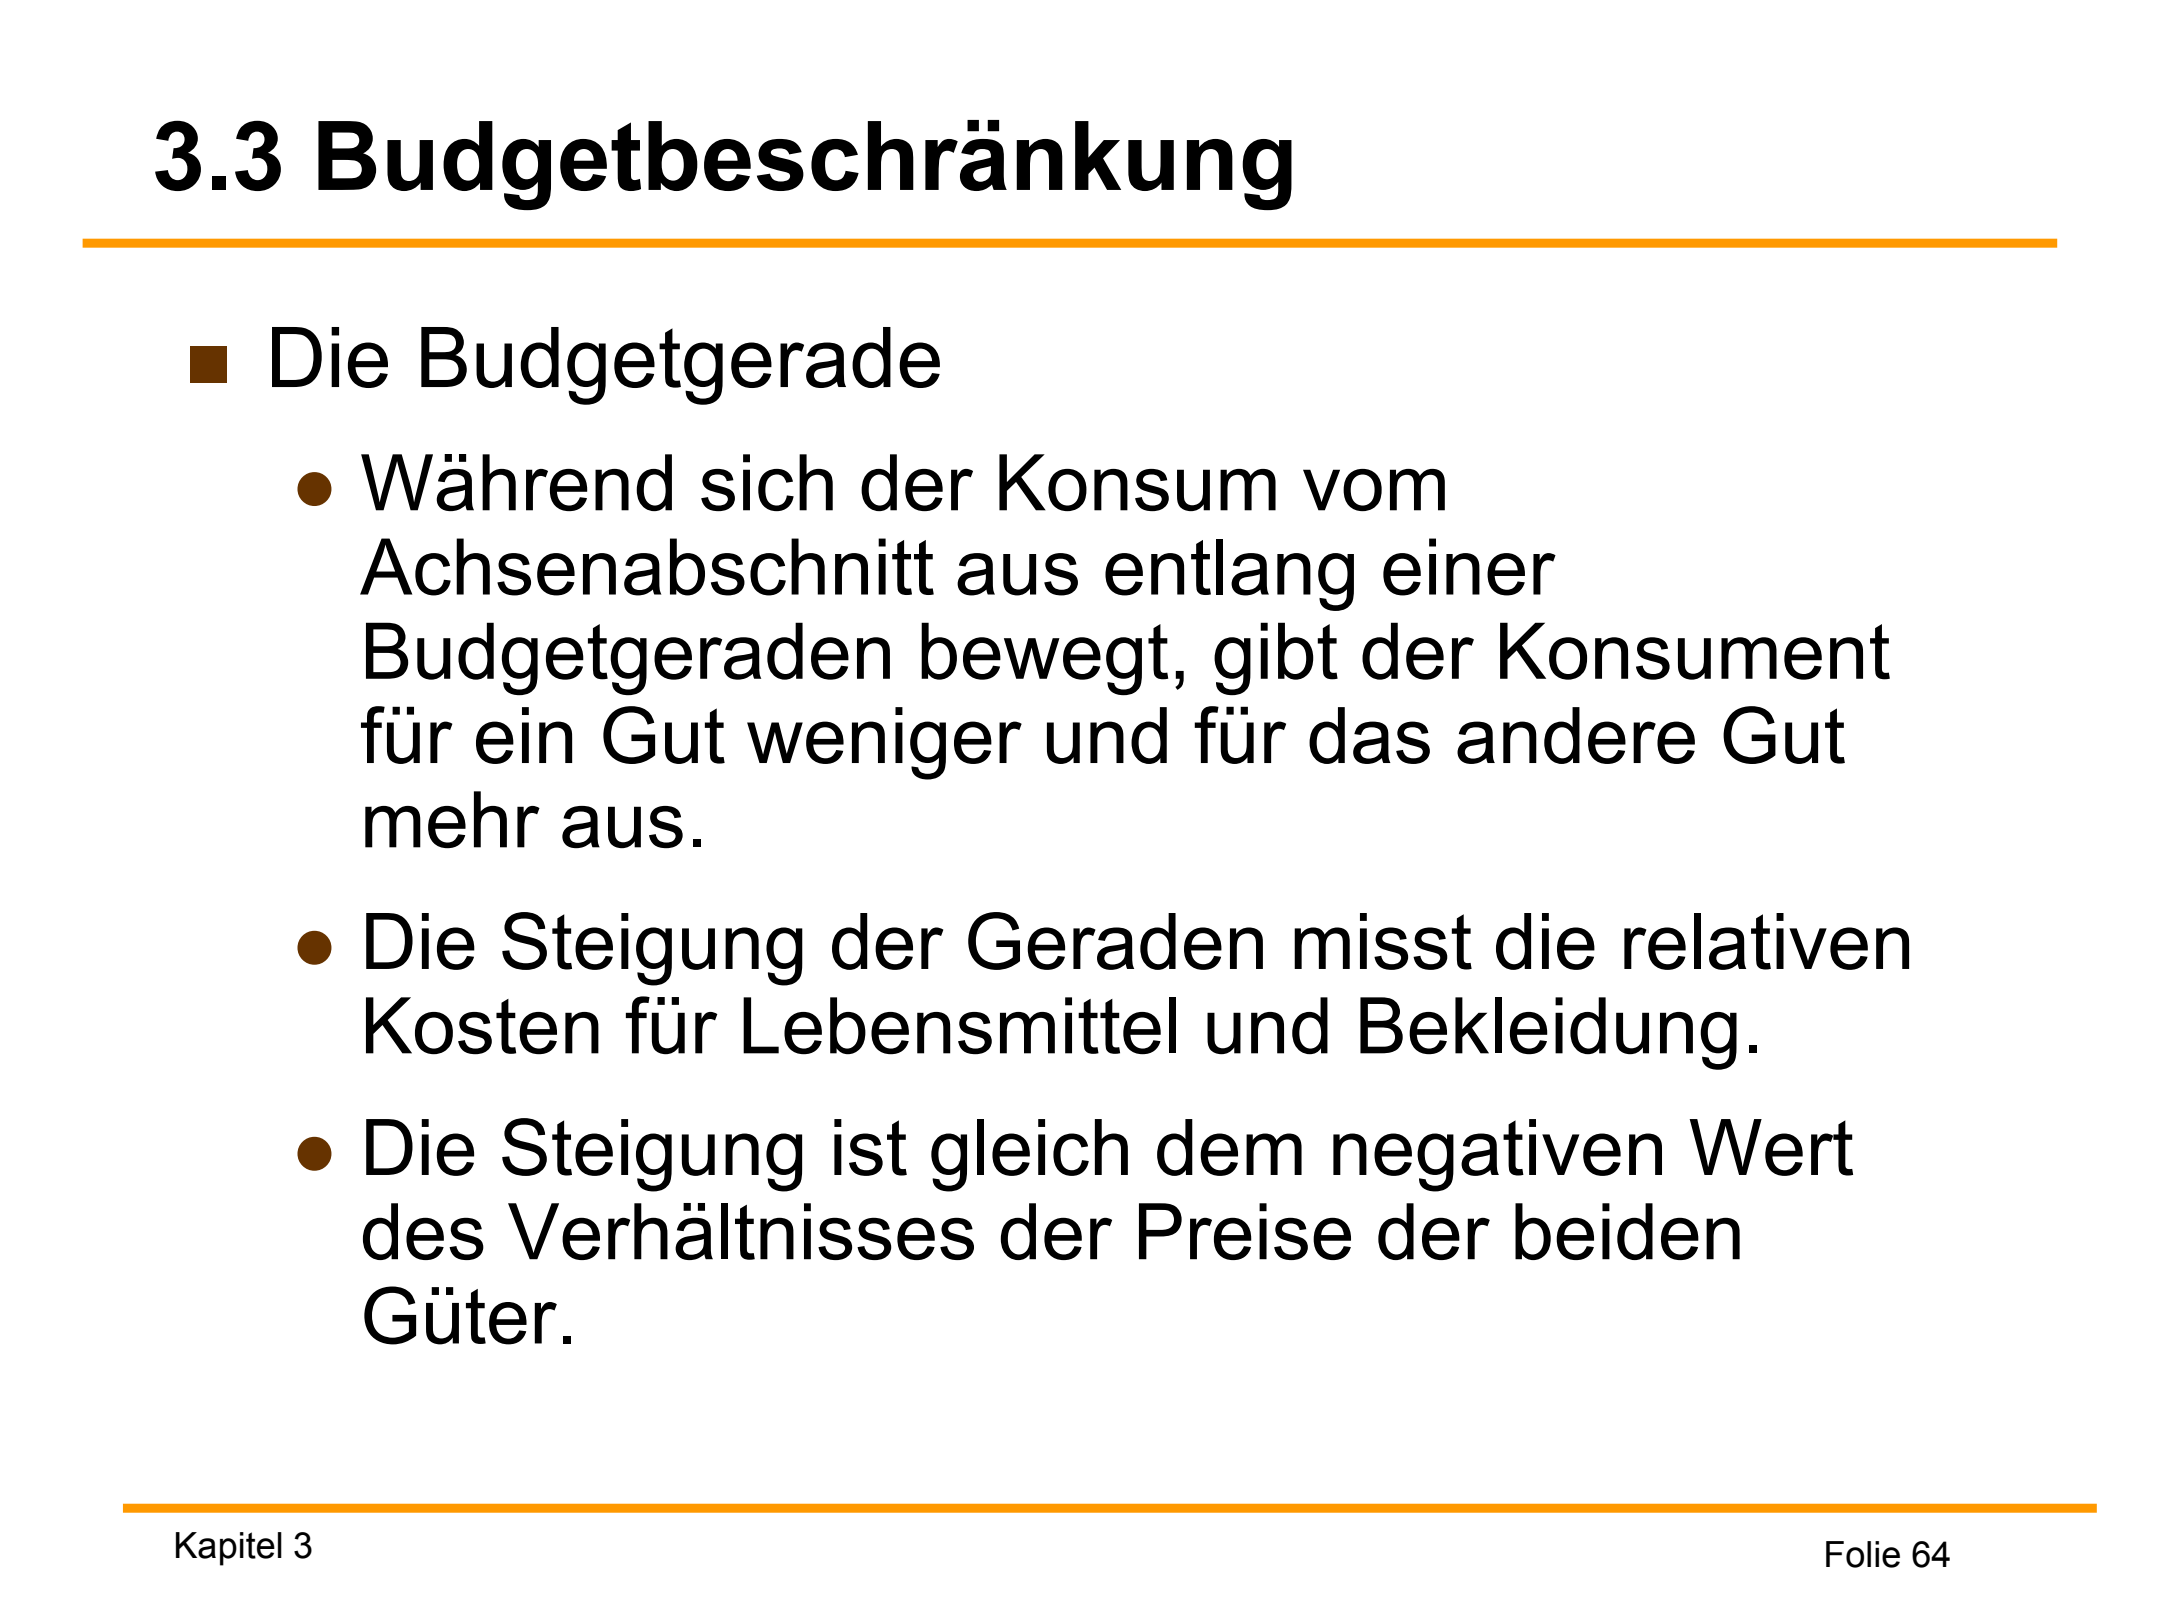 3.3 Budgetbeschränkung
Die Budgetgerade
Während sich der Konsum vom
Achsenabschnitt aus entlang einer
Budgetgeraden bewegt, gibt der Konsument
für ein Gut weniger und für das andere Gut
mehr aus.
Die Steigung der Geraden misst die relativen
Kosten für Lebensmittel und Bekleidung.
Die Steigung ist gleich dem negativen Wert
des Verhältnisses der Preise der beiden
Güter.
Kapitel 3
Folie 64